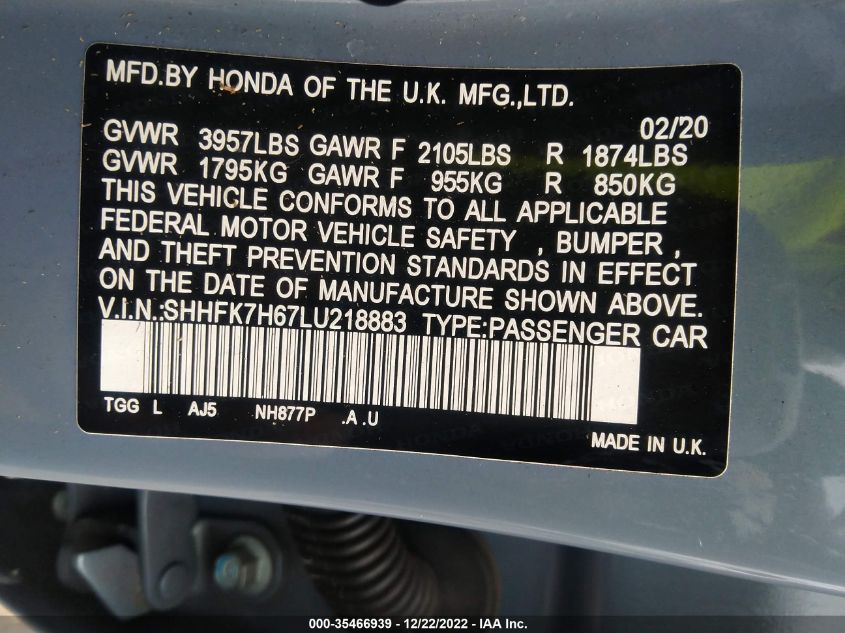 MFD.BY HONDA OF THE U.K. MFG.,LTD.
02/20
GVWR 3957LBS GAWR F 2105LBS R 1874LBS
GVWR 1795KG GAWR F 955KG R 850KG
THIS VEHICLE CONFORMS TO ALL APPLICABLE
FEDERAL MOTOR VEHICLE SAFETY , BUMPER ,
AND THEFT PREVENTION STANDARDS IN EFFECT
ON THE DATE OF MANUFACTURE SHOWN ABOVE.
V.I.N.:SHHFK7H67LU218883 TYPE:PASSENGER CAR
TGG L AJ5 NH877P .A .U
MADE IN U.K.
000-35466939 - 12/22/2022 - © IAA Inc.